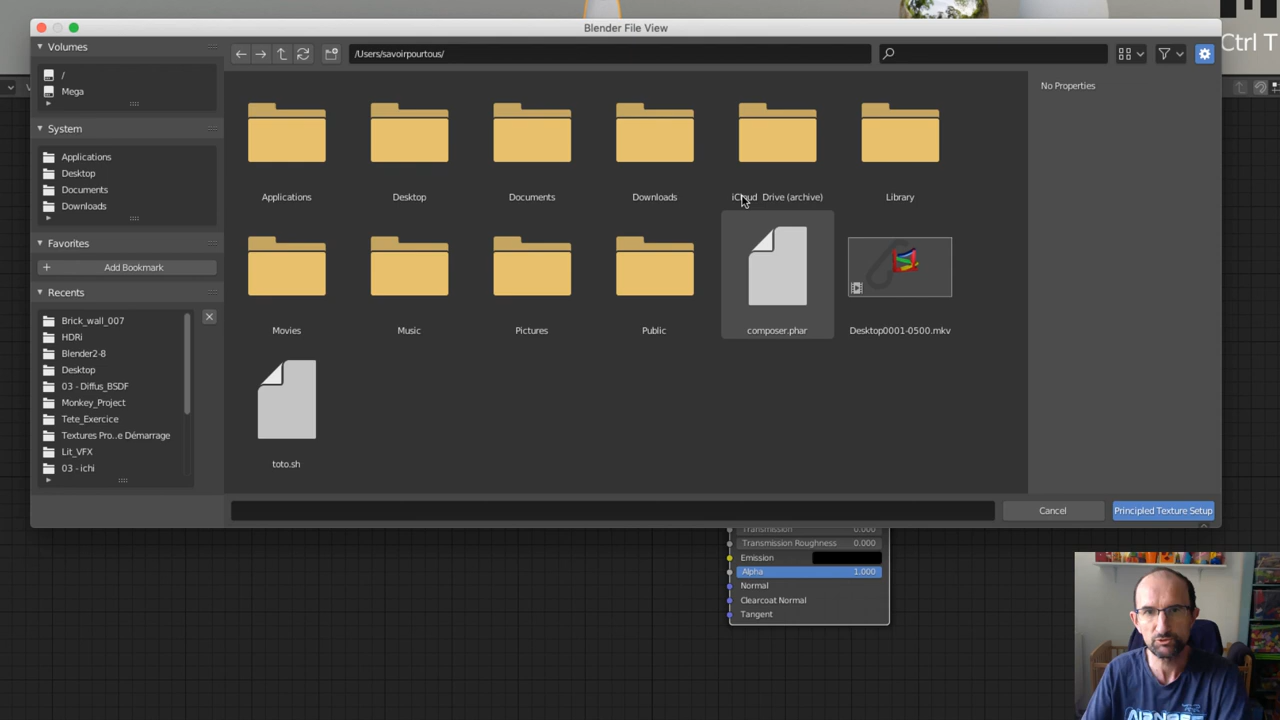 Blender File View
Ctrl T
Volumes
/
Mega
System
Applications
Desktop
Documents
Downloads
Favorites
Add Bookmark
Recents
Brick_wall_007
HDRi
Blender2-8
Desktop
03 - Diffus_BSDF
Monkey_Project
Tete_Exercice
Textures Pro..e Démarrage
Lit_VFX
03 - ichi
/Users/savoirpourtous/
No Properties
Applications
Desktop
Documents
Downloads
iCloud Drive (archive)
Library
Movies
Music
Pictures
Public
composer.phar
Desktop0001-0500.mkv
toto.sh
Cancel
Principled Texture Setup
Transmission 0.000
Transmission Roughness 0.000
Emission
Alpha 1.000
Normal
Clearcoat Normal
Tangent